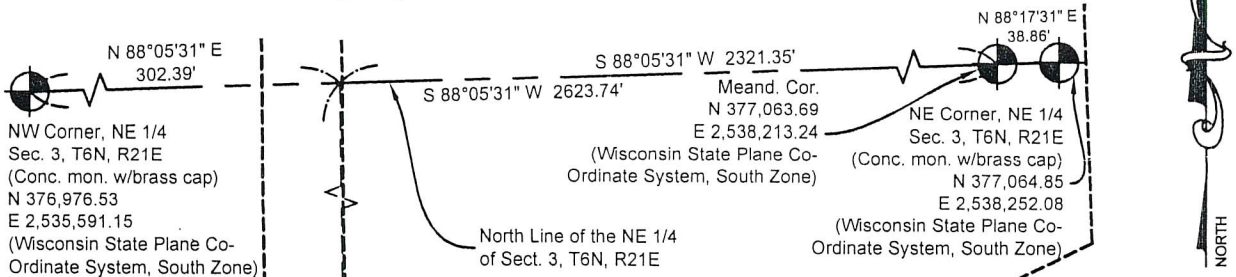 N 88°05'31" E
302.39'
NW Corner, NE 1/4
Sec. 3, T6N, R21E
(Conc. mon. w/brass cap)
N 376,976.53
E 2,535,591.15
(Wisconsin State Plane Co-
Ordinate System, South Zone)
S 88°05'31" W 2321.35'
S 88°05'31" W 2623.74'
North Line of the NE 1/4
of Sect. 3, T6N, R21E
Meand. Cor.
N 377,063.69
E 2,538,213.24
(Wisconsin State Plane Co-
Ordinate System, South Zone)
N 88°17'31" E
38.86'
NE Corner, NE 1/4
Sec. 3, T6N, R21E
(Conc. mon. w/brass cap)
N 377,064.85
E 2,538,252.08
(Wisconsin State Plane Co-
Ordinate System, South Zone)
NORTH